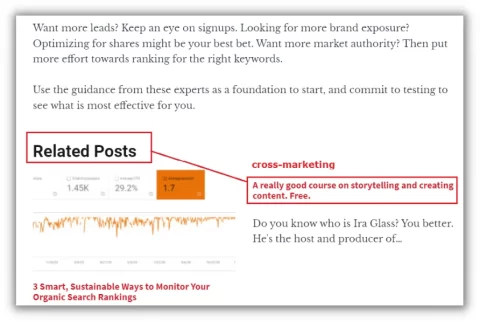 Want more leads? Keep an eye on signups. Looking for more brand exposure?
Optimizing for shares might be your best bet. Want more market authority? Then put
more effort towards ranking for the right keywords.
Use the guidance from these experts as a foundation to start, and commit to testing to
see what is most effective for you.
Related Posts
1.45K
29.2%
1.7
3 Smart, Sustainable Ways to Monitor Your
Organic Search Rankings
cross-marketing
A really good course on storytelling and creating
content. Free.
Do you know who is Ira Glass? You better.
He's the host and producer of...